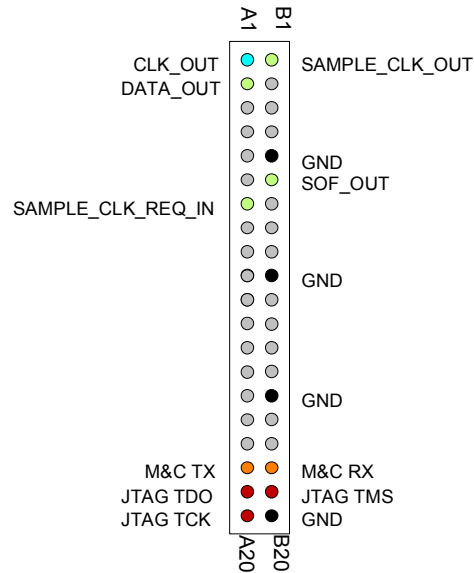 A1 B1
CLK_OUT SAMPLE_CLK_OUT
DATA_OUT
GND
SOF_OUT
SAMPLE_CLK_REQ_IN
GND
GND
M&C TX M&C RX
JTAG TDO JTAG TMS
JTAG TCK GND
A20 B20